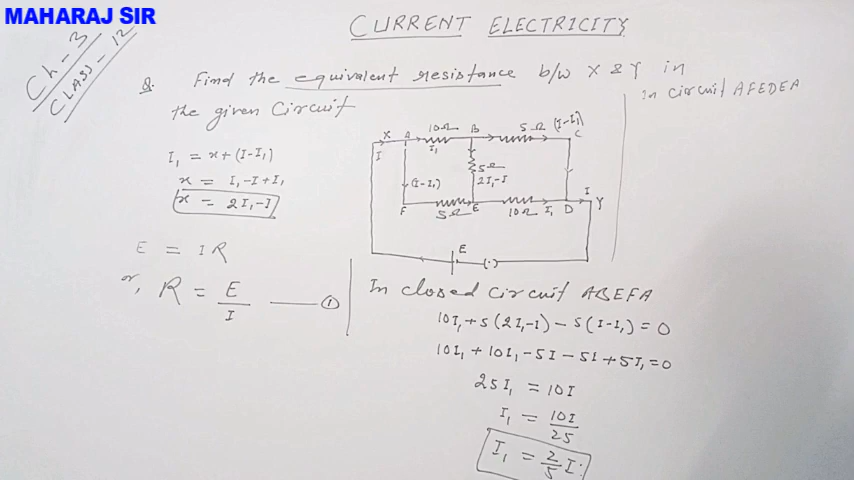 MAHARAJ SIR
CURRENT ELECTRICITY
Ch-3
CLASS-12
Q. Find the equivalent resistance b/w X & Y in
the given Circuit
In circuit AFEDEA
I₁ = x+(I-I₁)
x = I₁-I+I₁
x = 2I₁-I
E = IR
or, R = E/I —— ①
X A 10Ω B 5Ω (I-I₁) C
I I₁
5Ω
(I-I₁) 2I₁-I I
F 5Ω E 10Ω I₁ D Y
E
In closed circuit ABEFA
10I₁+5(2I₁-I)-5(I-I₁)=0
10I₁+10I₁-5I-5I+5I₁=0
25I₁ = 10I
I₁ = 10I/25
I₁ = 2/5 I